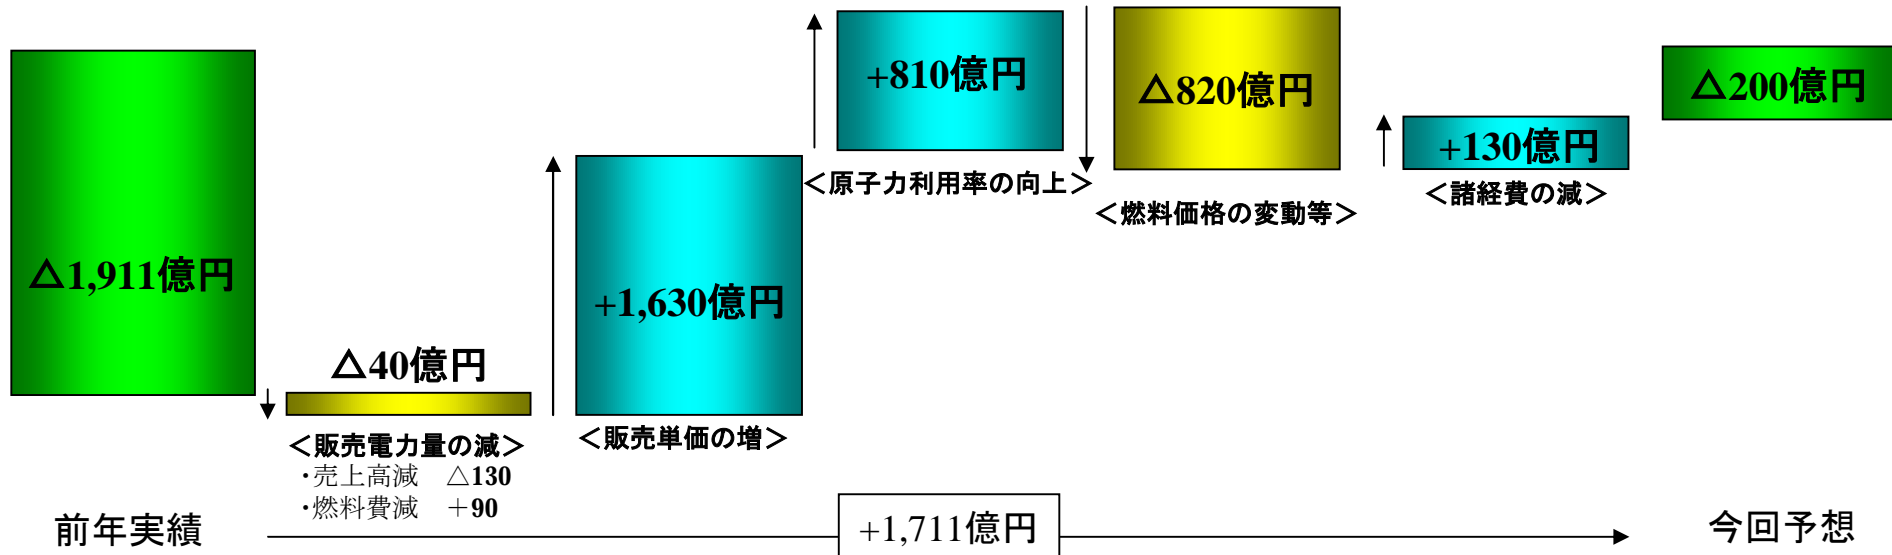 △1,911億円
△40億円
＜販売電力量の減＞
・売上高減　△130
・燃料費減　＋90
+1,630億円
＜販売単価の増＞
+810億円
＜原子力利用率の向上＞
△820億円
＜燃料価格の変動等＞
+130億円
＜諸経費の減＞
△200億円
前年実績
+1,711億円
今回予想